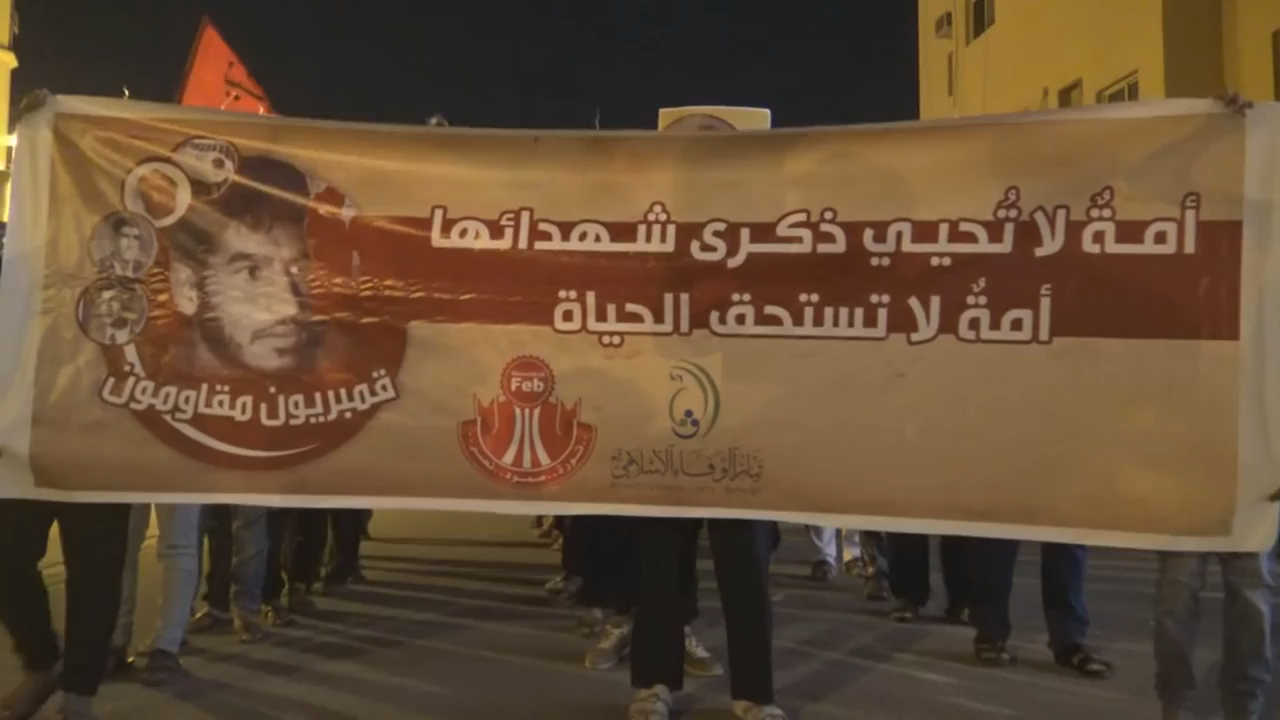 أمةٌ لا تُحيي ذكرى شهدائها
أمةٌ لا تستحق الحياة
قمبريون مقاومون
Feb
تيار الوفاء الإسلامي